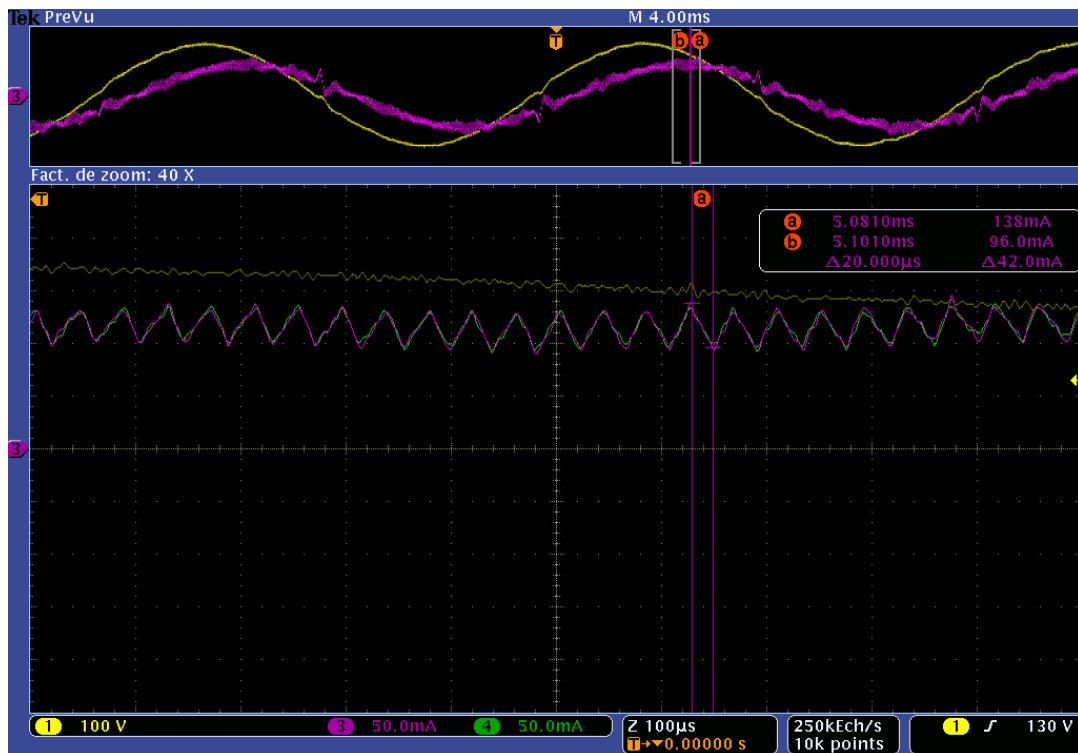 Tek PreVu M 4.00ms
T
b a
3
Fact. de zoom: 40 X
T
a
a 5.0810ms 138mA
b 5.1010ms 96.0mA
Δ20.000µs Δ42.0mA
3
1 100 V 3 50.0mA 4 50.0mA Z 100µs 250kEch/s 1 130 V
T→▼0.00000 s 10k points